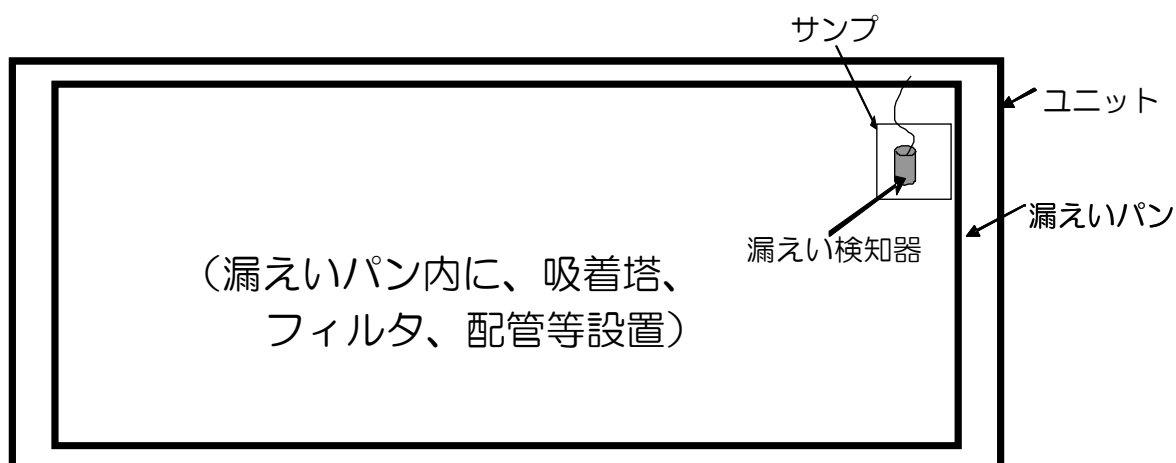 サンプ
ユニット
漏えいパン
漏えい検知器
（漏えいパン内に、吸着塔、
フィルタ、配管等設置）